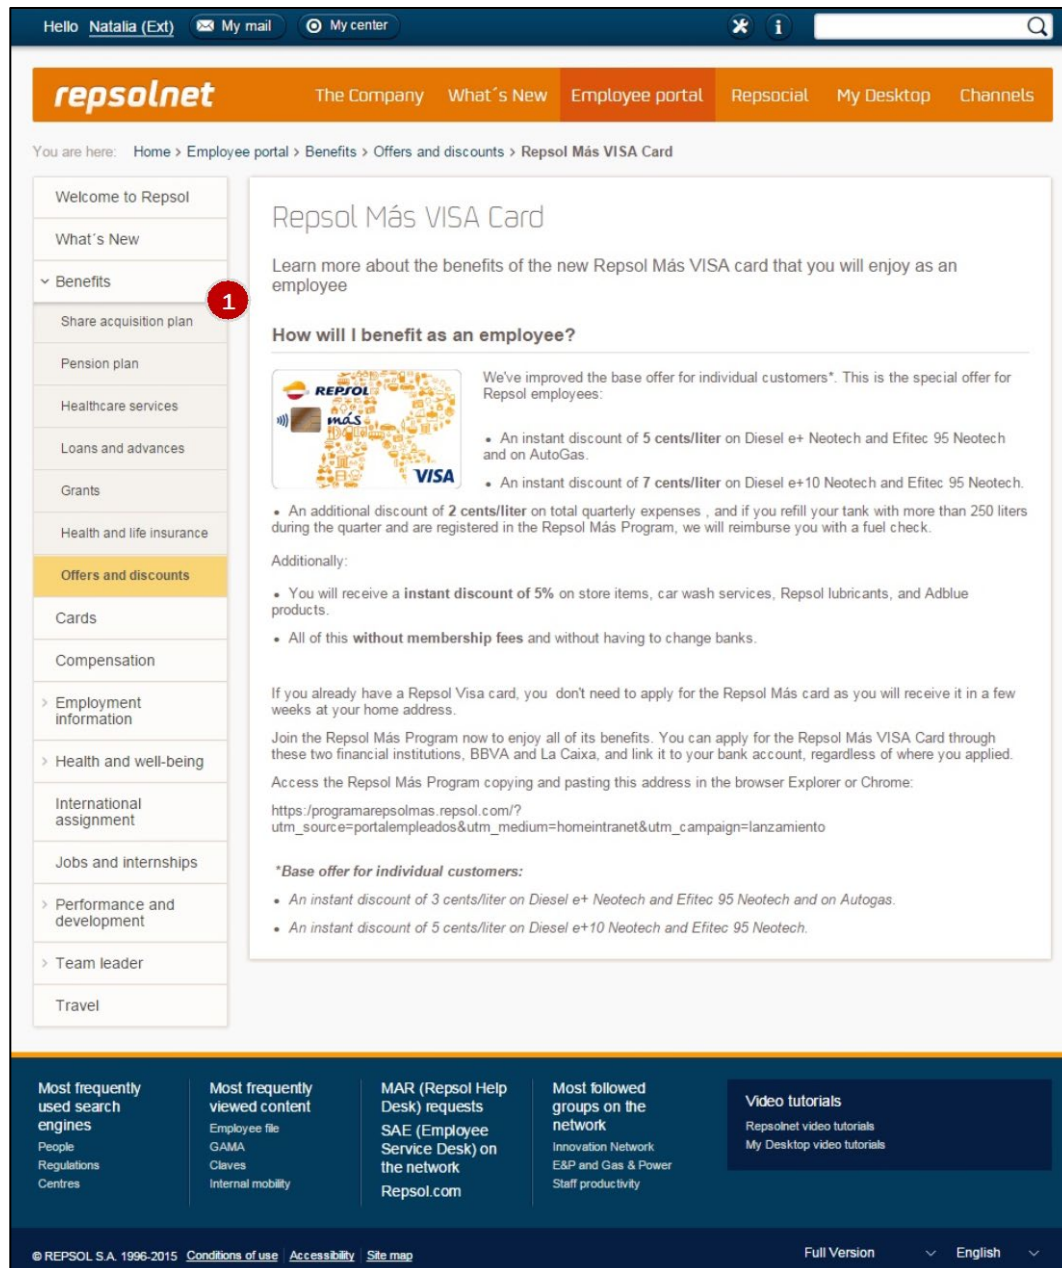 Hello Natalia (Ext) My mail My center i
repsolnet The Company What´s New Employee portal Repsocial My Desktop Channels
You are here: Home > Employee portal > Benefits > Offers and discounts > Repsol Más VISA Card
Welcome to Repsol
What´s New
Benefits
1
Share acquisition plan
Pension plan
Healthcare services
Loans and advances
Grants
Health and life insurance
Offers and discounts
Cards
Compensation
Employment
information
Health and well-being
International
assignment
Jobs and internships
Performance and
development
Team leader
Travel
Repsol Más VISA Card
Learn more about the benefits of the new Repsol Más VISA card that you will enjoy as an
employee
How will I benefit as an employee?
REPSOL
más
VISA
We've improved the base offer for individual customers*. This is the special offer for
Repsol employees:
• An instant discount of 5 cents/liter on Diesel e+ Neotech and Efitec 95 Neotech
and on AutoGas.
• An instant discount of 7 cents/liter on Diesel e+10 Neotech and Efitec 95 Neotech.
• An additional discount of 2 cents/liter on total quarterly expenses , and if you refill your tank with more than 250 liters
during the quarter and are registered in the Repsol Más Program, we will reimburse you with a fuel check.
Additionally:
• You will receive a instant discount of 5% on store items, car wash services, Repsol lubricants, and Adblue
products.
• All of this without membership fees and without having to change banks.
If you already have a Repsol Visa card, you don't need to apply for the Repsol Más card as you will receive it in a few
weeks at your home address.
Join the Repsol Más Program now to enjoy all of its benefits. You can apply for the Repsol Más VISA Card through
these two financial institutions, BBVA and La Caixa, and link it to your bank account, regardless of where you applied.
Access the Repsol Más Program copying and pasting this address in the browser Explorer or Chrome:
https:/programarepsolmas.repsol.com/?
utm_source=portalempleados&utm_medium=homeintranet&utm_campaign=lanzamiento
*Base offer for individual customers:
• An instant discount of 3 cents/liter on Diesel e+ Neotech and Efitec 95 Neotech and on Autogas.
• An instant discount of 5 cents/liter on Diesel e+10 Neotech and Efitec 95 Neotech.
Most frequently
used search
engines
People
Regulations
Centres
Most frequently
viewed content
Employee file
GAMA
Claves
Internal mobility
MAR (Repsol Help
Desk) requests
SAE (Employee
Service Desk) on
the network
Repsol.com
Most followed
groups on the
network
Innovation Network
E&P and Gas & Power
Staff productivity
Video tutorials
Repsolnet video tutorials
My Desktop video tutorials
© REPSOL S.A. 1996-2015 Conditions of use Accessibility Site map Full Version English